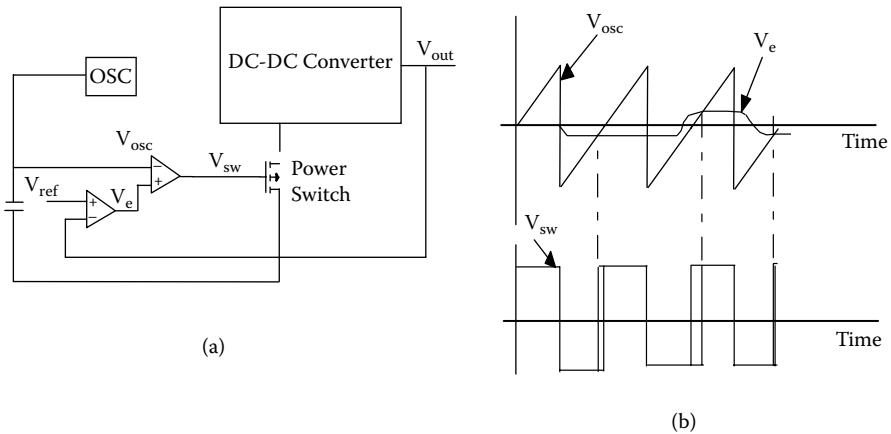 DC-DC Converter
V_out
OSC
V_osc
V_sw
Power
Switch
V_ref
V_e
(a)
V_osc
V_e
Time
V_sw
Time
(b)